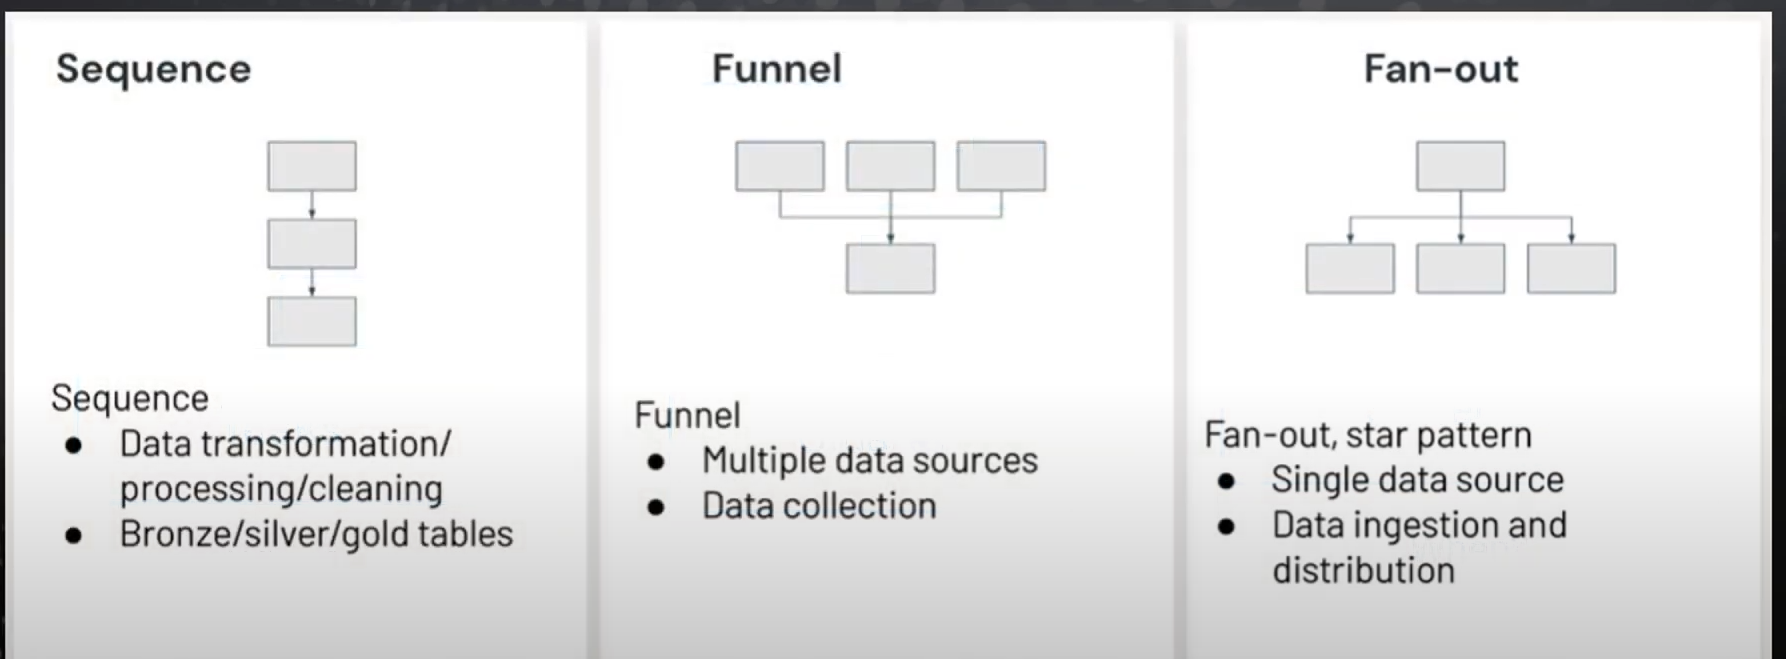 Sequence
Sequence
● Data transformation/
processing/cleaning
● Bronze/silver/gold tables
Funnel
Funnel
● Multiple data sources
● Data collection
Fan-out
Fan-out, star pattern
● Single data source
● Data ingestion and
distribution